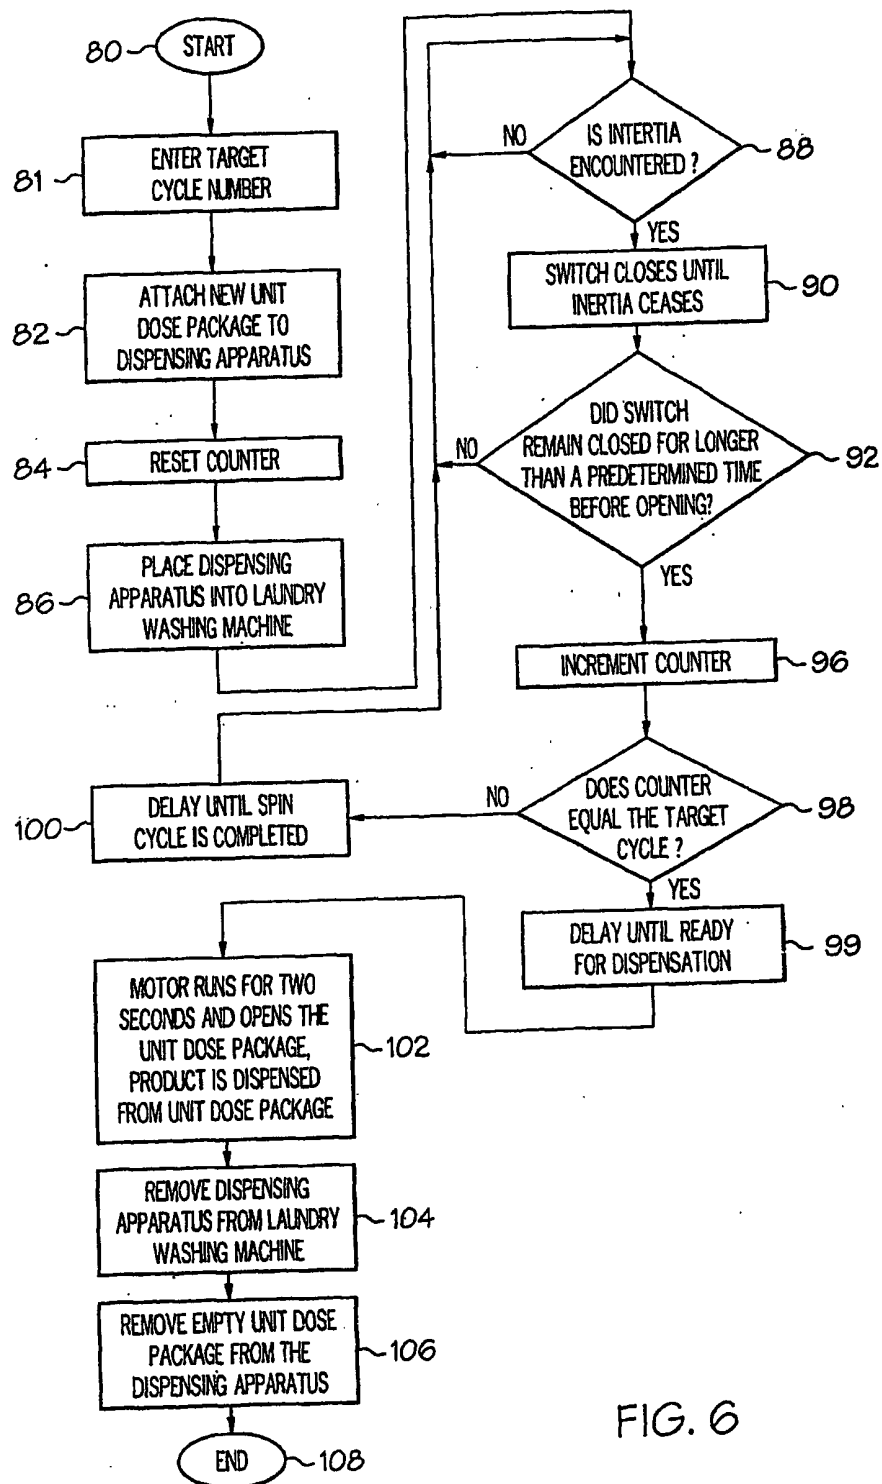 80
START
81
ENTER TARGET
CYCLE NUMBER
82
ATTACH NEW UNIT
DOSE PACKAGE TO
DISPENSING APPARATUS
84
RESET COUNTER
86
PLACE DISPENSING
APPARATUS INTO LAUNDRY
WASHING MACHINE
NO
IS INERTIA
ENCOUNTERED ?
88
YES
SWITCH CLOSES UNTIL
INERTIA CEASES
90
NO
DID SWITCH
REMAIN CLOSED FOR LONGER
THAN A PREDETERMINED TIME
BEFORE OPENING?
92
YES
INCREMENT COUNTER
96
NO
DOES COUNTER
EQUAL THE TARGET
CYCLE ?
98
100
DELAY UNTIL SPIN
CYCLE IS COMPLETED
YES
DELAY UNTIL READY
FOR DISPENSATION
99
MOTOR RUNS FOR TWO
SECONDS AND OPENS THE
UNIT DOSE PACKAGE,
PRODUCT IS DISPENSED
FROM UNIT DOSE PACKAGE
102
REMOVE DISPENSING
APPARATUS FROM LAUNDRY
WASHING MACHINE
104
REMOVE EMPTY UNIT DOSE
PACKAGE FROM THE
DISPENSING APPARATUS
106
END
108
FIG. 6